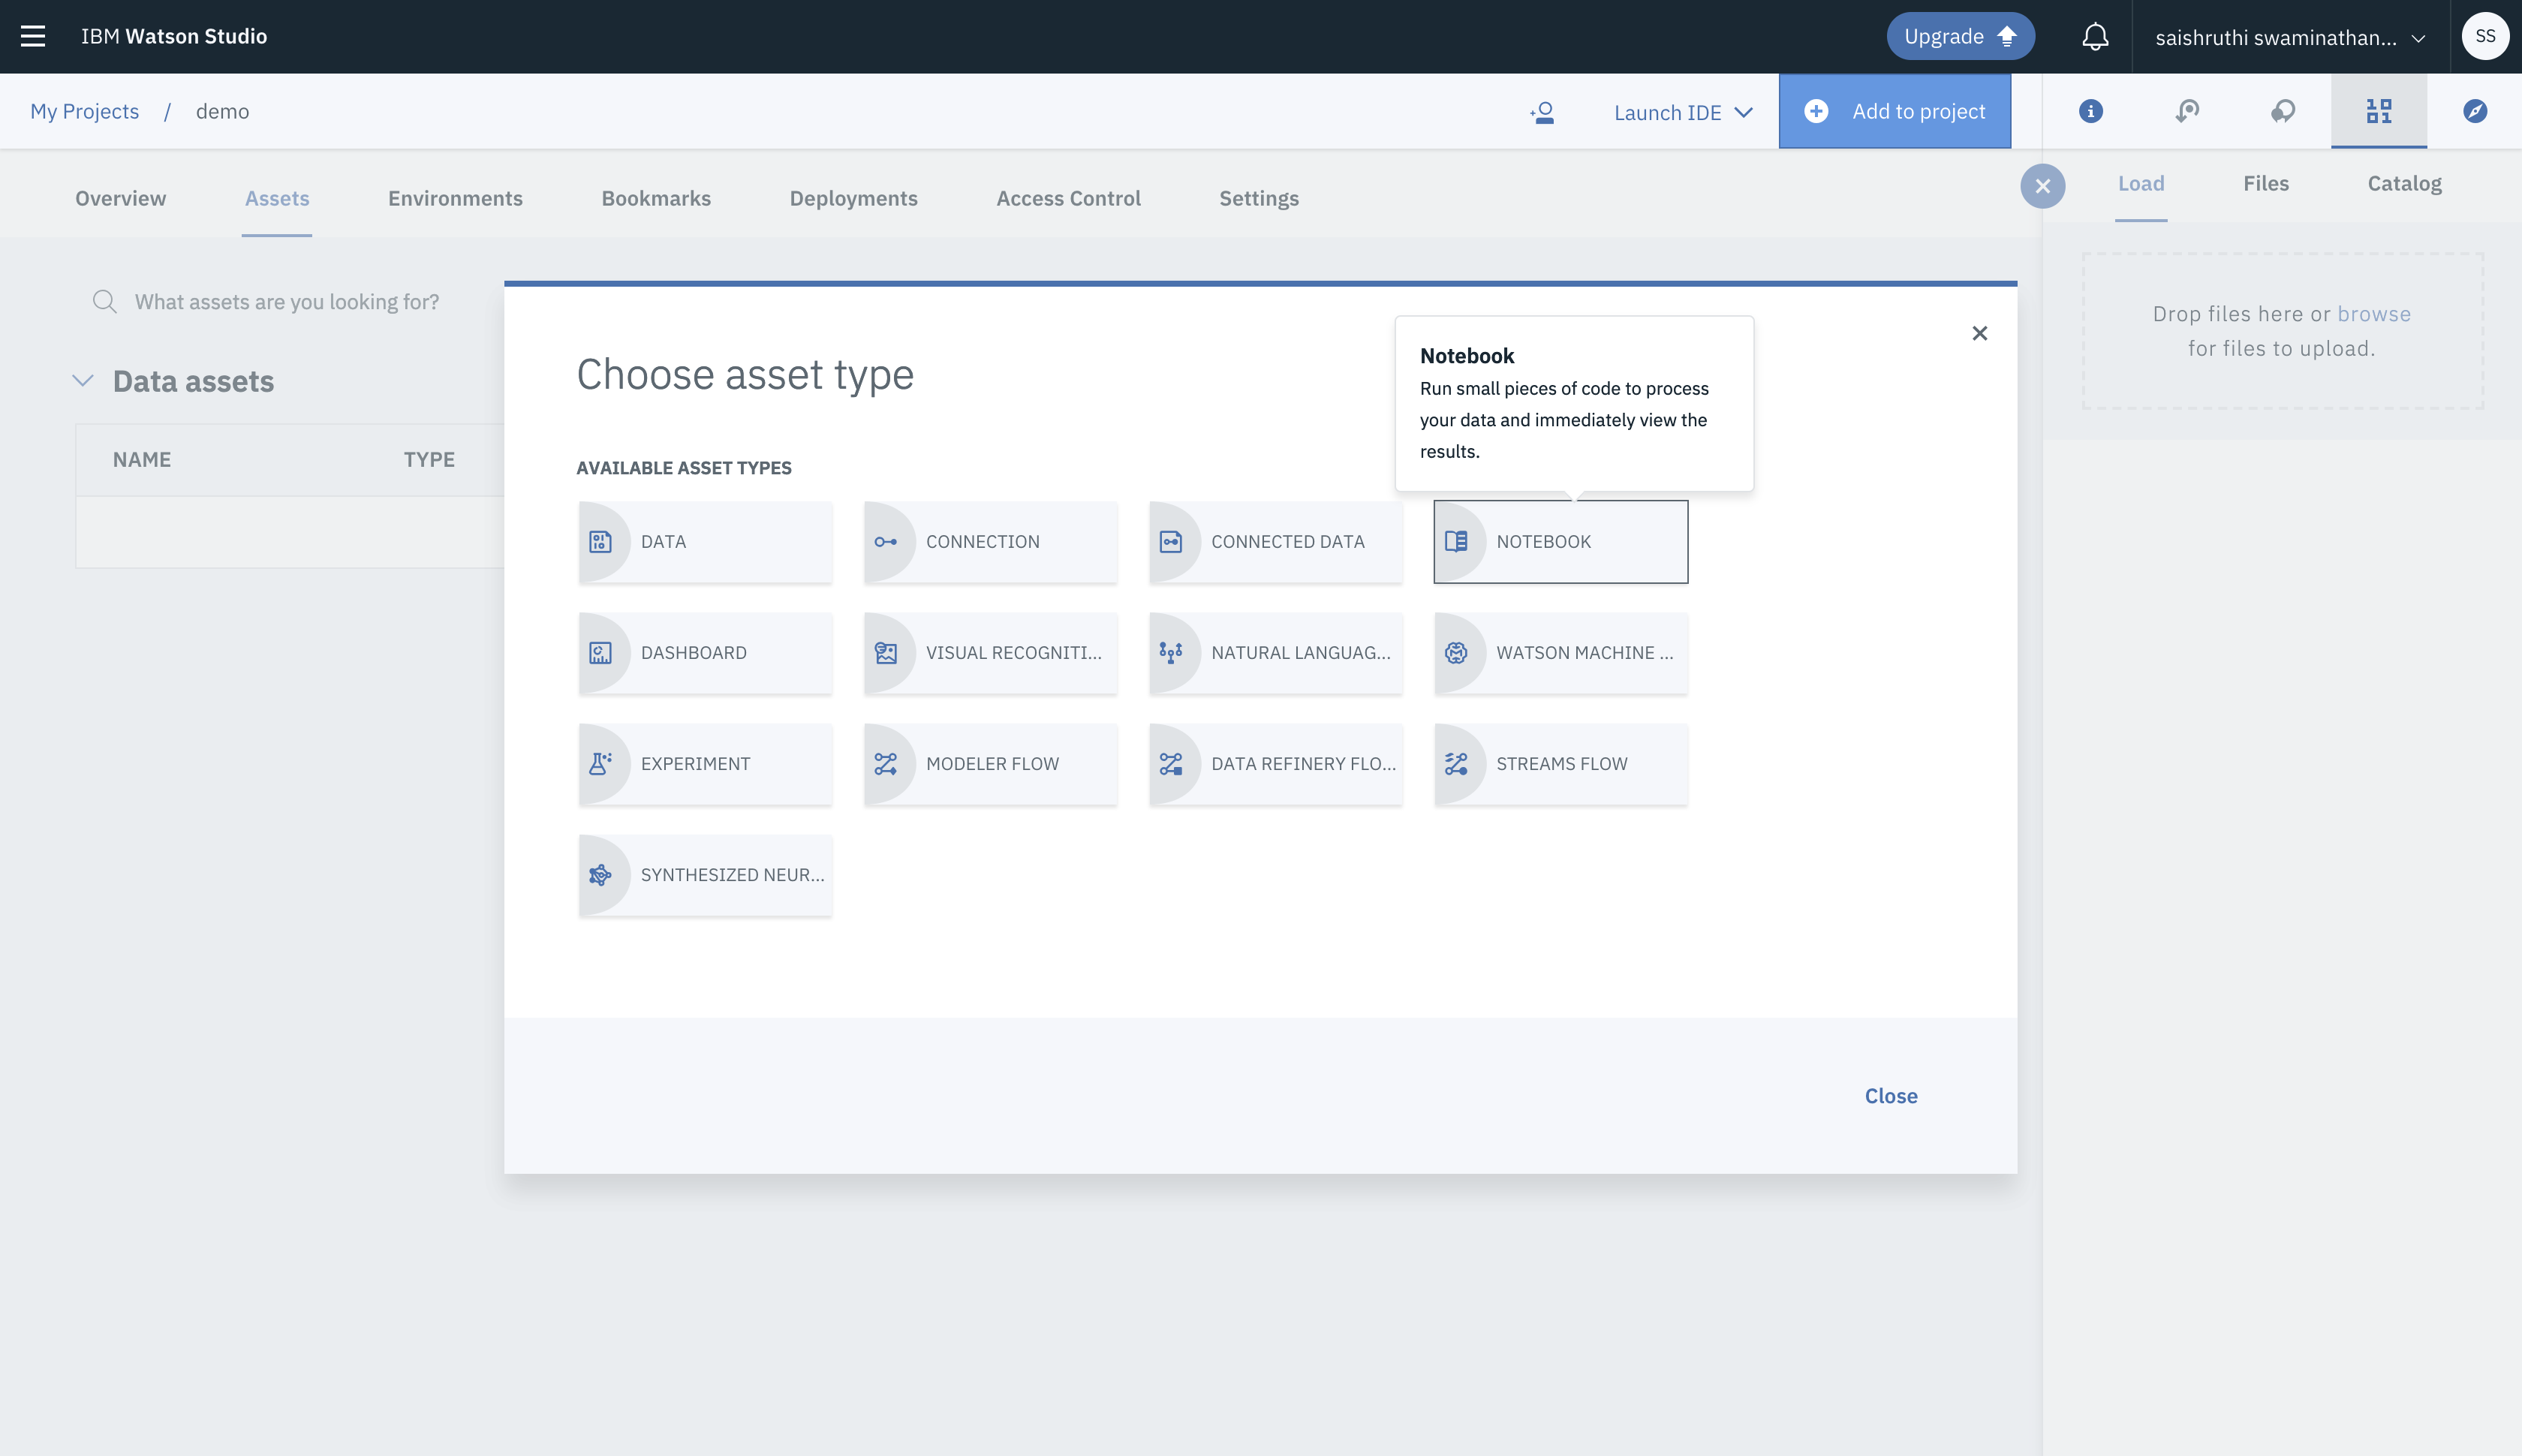 IBM Watson Studio
Upgrade
saishruthi swaminathan...
SS
My Projects / demo
Launch IDE
Add to project
Overview
Assets
Environments
Bookmarks
Deployments
Access Control
Settings
Load
Files
Catalog
What assets are you looking for?
Drop files here or browse
for files to upload.
Data assets
NAME
TYPE
Choose asset type
Notebook
Run small pieces of code to process
your data and immediately view the
results.
AVAILABLE ASSET TYPES
DATA
CONNECTION
CONNECTED DATA
NOTEBOOK
DASHBOARD
VISUAL RECOGNITI...
NATURAL LANGUAG...
WATSON MACHINE ...
EXPERIMENT
MODELER FLOW
DATA REFINERY FLO...
STREAMS FLOW
SYNTHESIZED NEUR...
Close